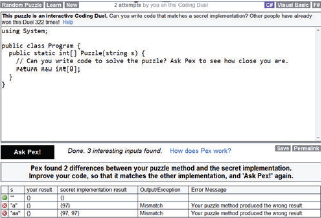 Random Puzzle Learn New 2 attempts by you on this Coding Duel C# Visual Basic F#
This puzzle is an interactive Coding Duel. Can you write code that matches a secret implementation? Other people have already
won this Duel 322 times! Help
using System;
public class Program {
public static int[] Puzzle(string s) {
// Can you write code to solve the puzzle? Ask Pex to see how close you are.
return new int[0];
}
}
Ask Pex! Done. 3 interesting inputs found. How does Pex work? Save Permalink
Pex found 2 differences between your puzzle method and the secret implementation.
Improve your code, so that it matches the other implementation, and 'Ask Pex!' again.
s your result secret implementation result Output/Exception Error Message
"" {} {}
"a" {} {97} Mismatch Your puzzle method produced the wrong result
"aa" {} {97, 97} Mismatch Your puzzle method produced the wrong result